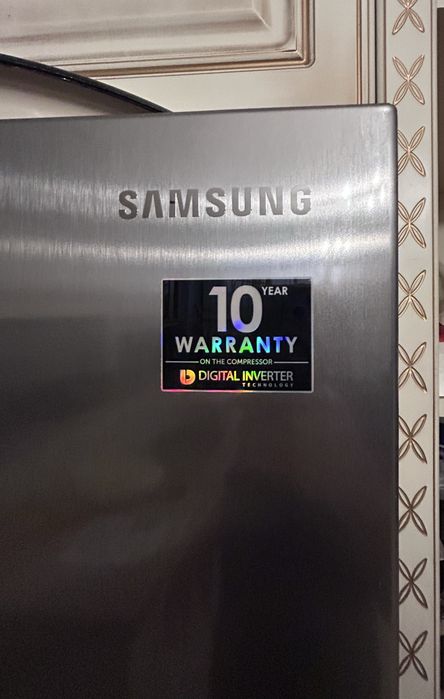 SAMSUNG
10 YEAR
WARRANTY
ON THE COMPRESSOR
DIGITAL INVERTER
TECHNOLOGY